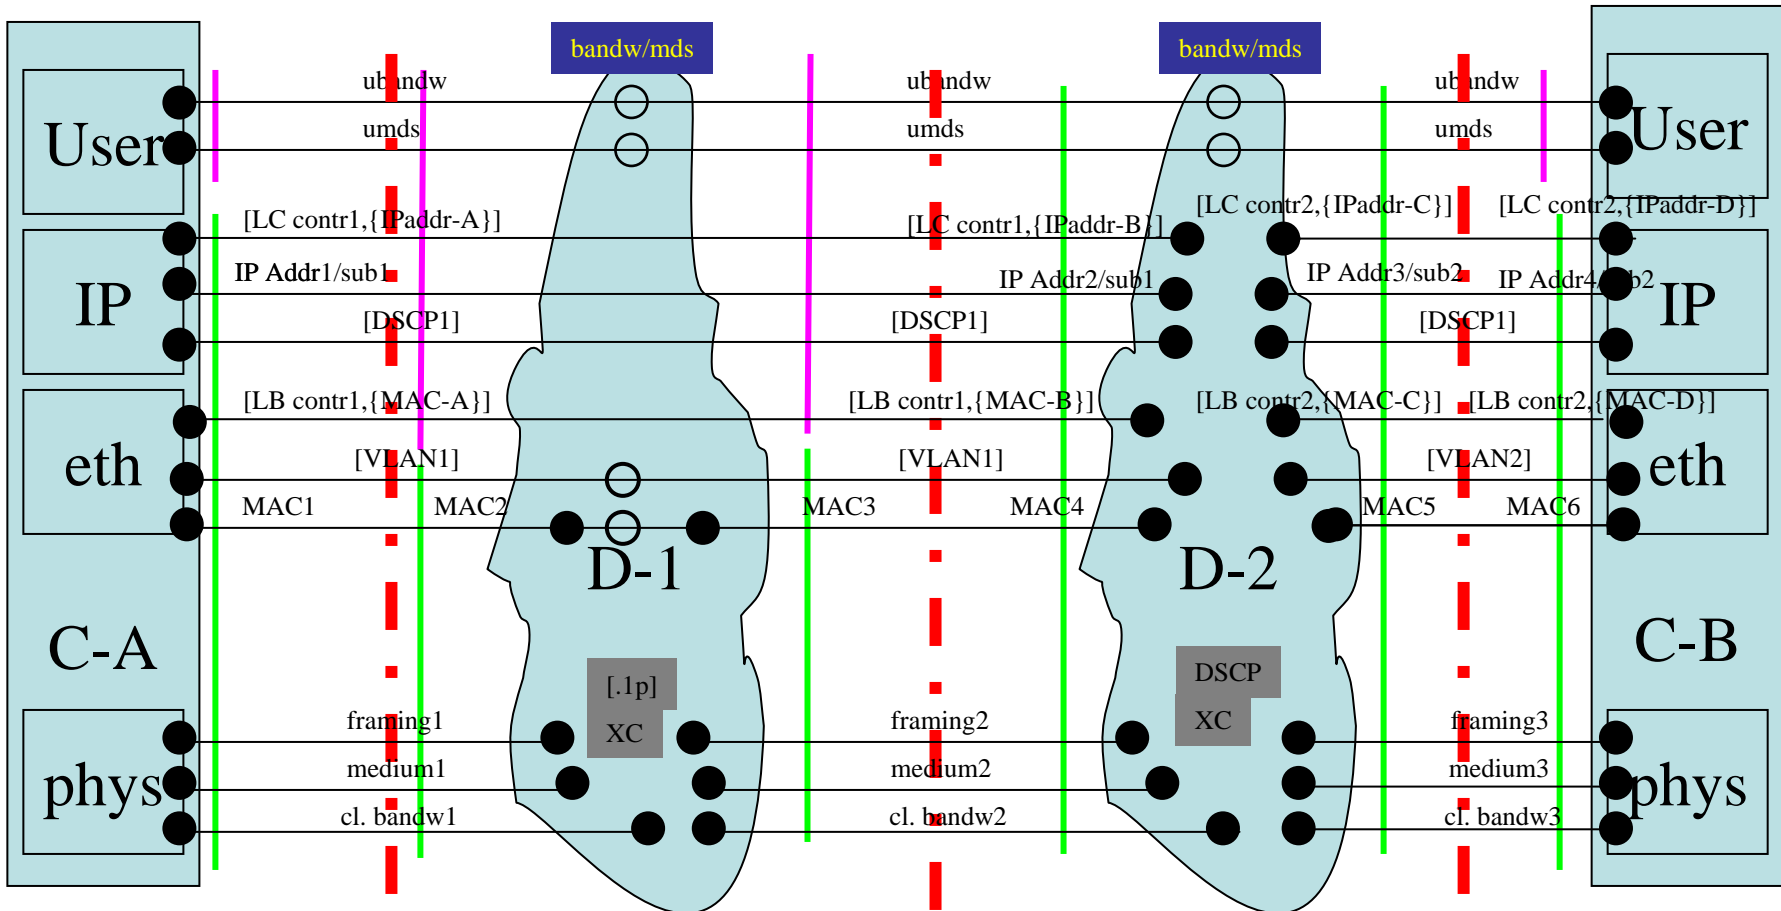 bandw/mds
bandw/mds
ubandw
ubandw
ubandw
User
umds
umds
umds
User
[LC contr1,{IPaddr-A}]
[LC contr1,{IPaddr-B}]
[LC contr2,{IPaddr-C}]
[LC contr2,{IPaddr-D}]
IP
IP Addr1/sub1
IP Addr2/sub1
IP Addr3/sub2
IP Addr4/sub2
IP
[DSCP1]
[DSCP1]
[DSCP1]
[LB contr1,{MAC-A}]
[LB contr1,{MAC-B}]
[LB contr2,{MAC-C}]
[LB contr2,{MAC-D}]
eth
[VLAN1]
[VLAN1]
[VLAN2]
eth
MAC1
MAC2
MAC3
MAC4
MAC5
MAC6
D-1
D-2
C-A
C-B
[.1p]
DSCP
XC
XC
framing1
framing2
framing3
phys
medium1
medium2
medium3
phys
cl. bandw1
cl. bandw2
cl. bandw3